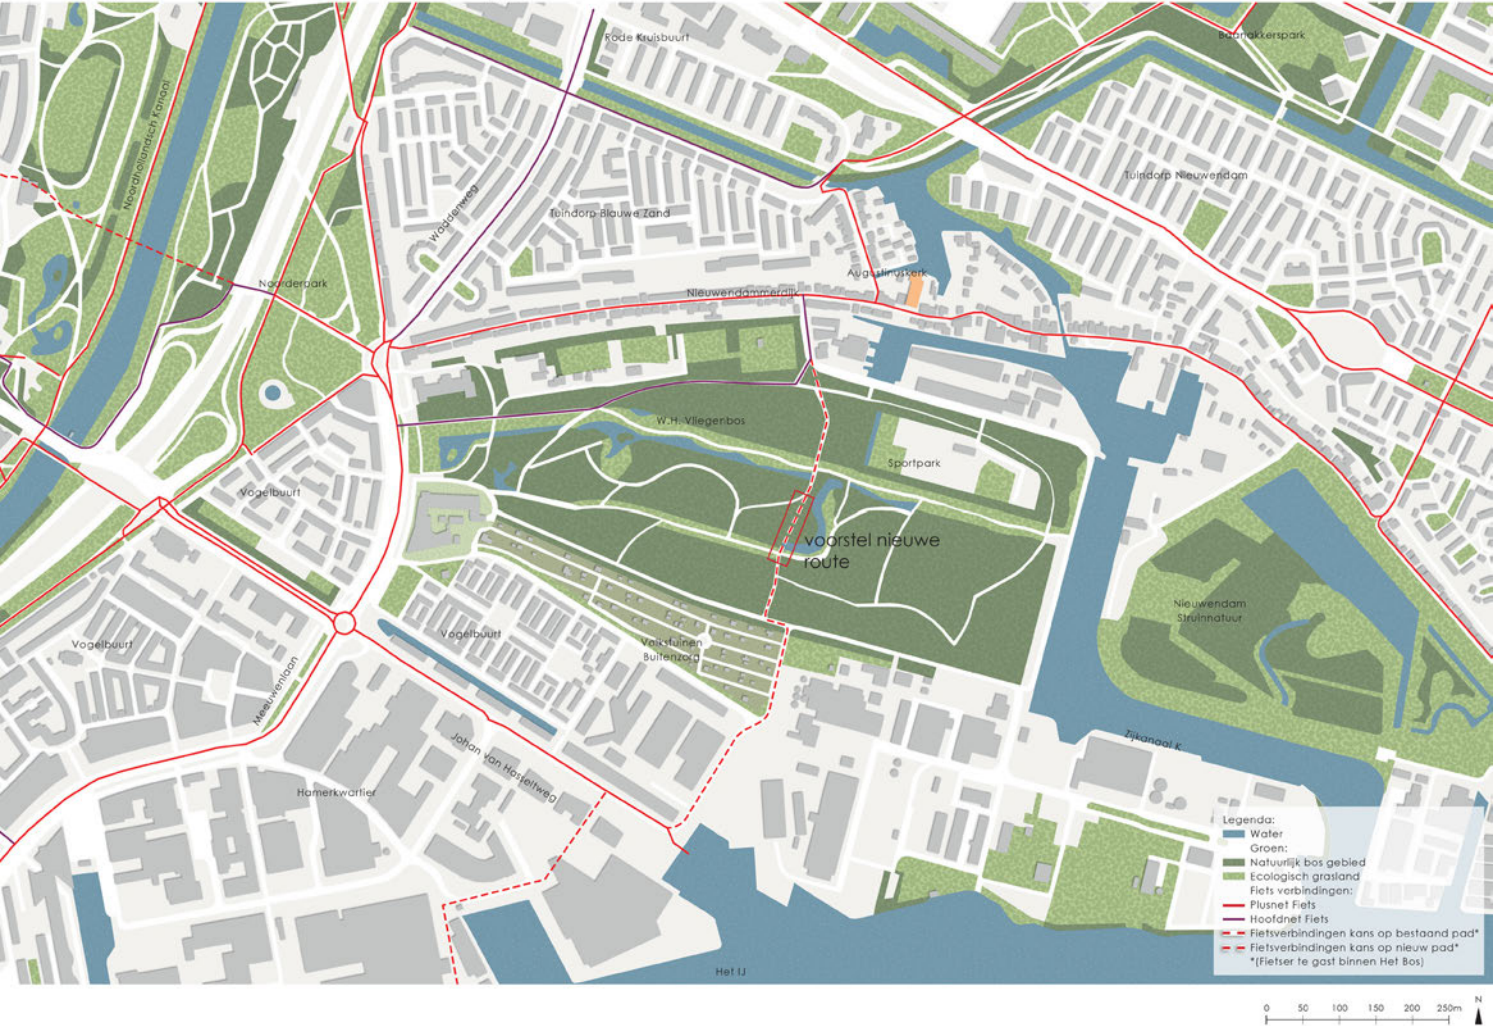 Rode Kruisbuurt
Baanakkerspark
Noordhollandsch Kanaal
Tuindorp Nieuwendam
Waddenweg
Tuindorp Blauwe Zand
Augustinuskerk
Noorderpark
Nieuwendammerdijk
W.H. Vliegenbos
Sportpark
Vogelbuurt
voorstel nieuwe
route
Nieuwendam
Struinnatuur
Vogelbuurt
Vogelbuurt
Volkstuinen
Buitenzorg
Meeuwenlaan
Johan van Hasseltweg
Zijkanaal K
Hamerkwartier
Het IJ
Legenda:
Water
Groen:
Natuurlijk bos gebied
Ecologisch grasland
Fiets verbindingen:
Plusnet Fiets
Hoofdnet Fiets
Fietsverbindingen kans op bestaand pad*
Fietsverbindingen kans op nieuw pad*
*(Fietser te gast binnen Het Bos)
0 50 100 150 200 250m
N